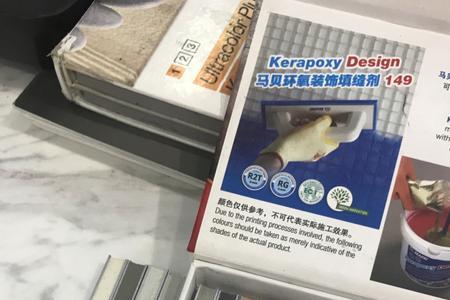 1 2 3
Ultracolor Plu
Kerapoxy Design
马贝环氧装饰填缝剂 149
R2T
RG
颜色仅供参考，不可代表实际施工效果。
Due to the printing processes involved, the following
colours should be taken as merely indicative of the
shades of the actual product.